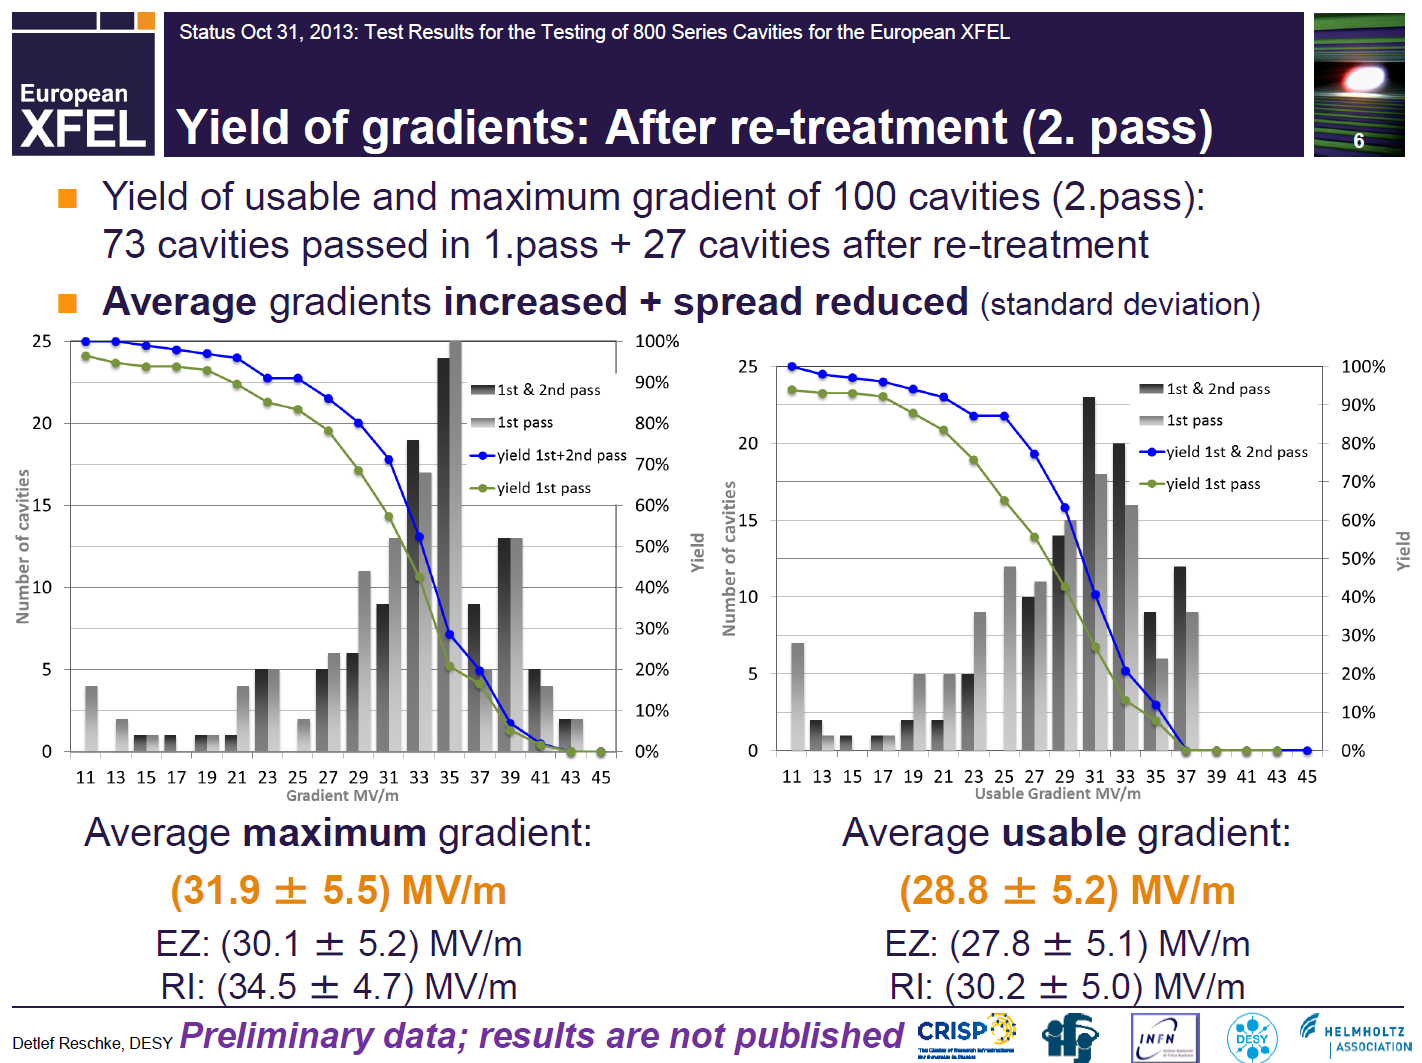 Status Oct 31, 2013: Test Results for the Testing of 800 Series Cavities for the European XFEL
European
XFEL
Yield of gradients: After re-treatment (2. pass)
6
Yield of usable and maximum gradient of 100 cavities (2.pass):
73 cavities passed in 1.pass + 27 cavities after re-treatment
Average gradients increased + spread reduced (standard deviation)
25
20
15
10
5
0
Number of cavities
100%
90%
80%
70%
60%
50%
40%
30%
20%
10%
0%
Yield
1st & 2nd pass
1st pass
yield 1st+2nd pass
yield 1st pass
11 13 15 17 19 21 23 25 27 29 31 33 35 37 39 41 43 45
Gradient MV/m
25
20
15
10
5
0
Number of cavities
100%
90%
80%
70%
60%
50%
40%
30%
20%
10%
0%
Yield
1st & 2nd pass
1st pass
yield 1st & 2nd pass
yield 1st pass
11 13 15 17 19 21 23 25 27 29 31 33 35 37 39 41 43 45
Usable Gradient MV/m
Average maximum gradient:
(31.9 ± 5.5) MV/m
EZ: (30.1 ± 5.2) MV/m
RI: (34.5 ± 4.7) MV/m
Average usable gradient:
(28.8 ± 5.2) MV/m
EZ: (27.8 ± 5.1) MV/m
RI: (30.2 ± 5.0) MV/m
Detlef Reschke, DESY
Preliminary data; results are not published
CRISP
The Cluster of Research Infrastructures
ifj
INFN
DESY
HELMHOLTZ
ASSOCIATION